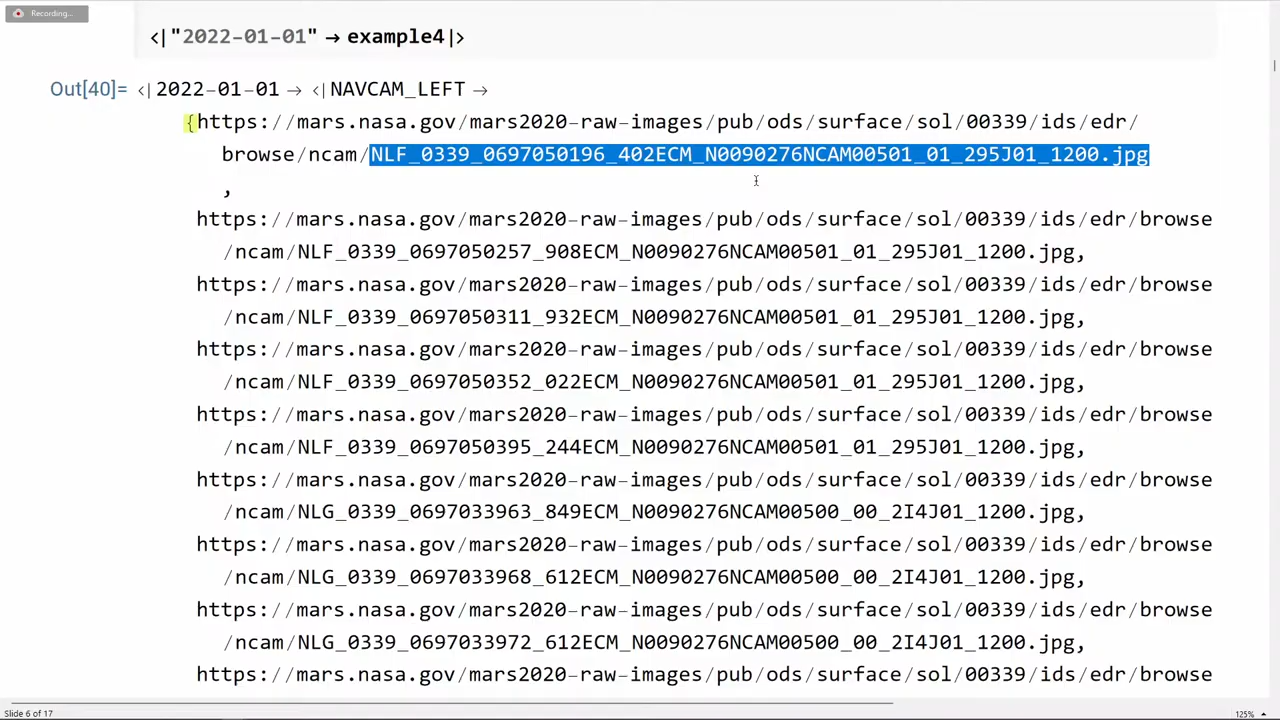 Recording...
<|"2022-01-01" → example4|>
Out[40]= <|2022-01-01 → <|NAVCAM_LEFT →
{https://mars.nasa.gov/mars2020-raw-images/pub/ods/surface/sol/00339/ids/edr/
browse/ncam/NLF_0339_0697050196_402ECM_N0090276NCAM00501_01_295J01_1200.jpg
,
https://mars.nasa.gov/mars2020-raw-images/pub/ods/surface/sol/00339/ids/edr/browse
/ncam/NLF_0339_0697050257_908ECM_N0090276NCAM00501_01_295J01_1200.jpg,
https://mars.nasa.gov/mars2020-raw-images/pub/ods/surface/sol/00339/ids/edr/browse
/ncam/NLF_0339_0697050311_932ECM_N0090276NCAM00501_01_295J01_1200.jpg,
https://mars.nasa.gov/mars2020-raw-images/pub/ods/surface/sol/00339/ids/edr/browse
/ncam/NLF_0339_0697050352_022ECM_N0090276NCAM00501_01_295J01_1200.jpg,
https://mars.nasa.gov/mars2020-raw-images/pub/ods/surface/sol/00339/ids/edr/browse
/ncam/NLF_0339_0697050395_244ECM_N0090276NCAM00501_01_295J01_1200.jpg,
https://mars.nasa.gov/mars2020-raw-images/pub/ods/surface/sol/00339/ids/edr/browse
/ncam/NLG_0339_0697033963_849ECM_N0090276NCAM00500_00_2I4J01_1200.jpg,
https://mars.nasa.gov/mars2020-raw-images/pub/ods/surface/sol/00339/ids/edr/browse
/ncam/NLG_0339_0697033968_612ECM_N0090276NCAM00500_00_2I4J01_1200.jpg,
https://mars.nasa.gov/mars2020-raw-images/pub/ods/surface/sol/00339/ids/edr/browse
/ncam/NLG_0339_0697033972_612ECM_N0090276NCAM00500_00_2I4J01_1200.jpg,
https://mars.nasa.gov/mars2020-raw-images/pub/ods/surface/sol/00339/ids/edr/browse
Slide 6 of 17
125%